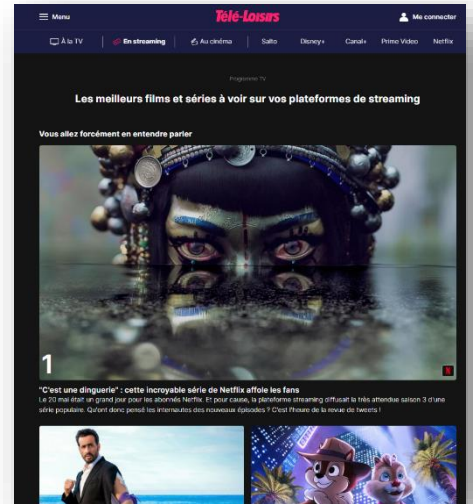 Menu
Télé-Loisirs
Me connecter
À la TV
En streaming
Au cinéma
Salto
Disney+
Canal+
Prime Video
Netflix
Programme TV
Les meilleurs films et séries à voir sur vos plateformes de streaming
Vous allez forcément en entendre parler
1
N
"C'est une dinguerie" : cette incroyable série de Netflix affole les fans
Le 20 mai était un grand jour pour les abonnés Netflix. Et pour cause, la plateforme streaming diffusait la très attendue saison 3 d'une
série populaire. Qu'ont donc pensé les internautes des nouveaux épisodes ? C'est l'heure de la revue de tweets !